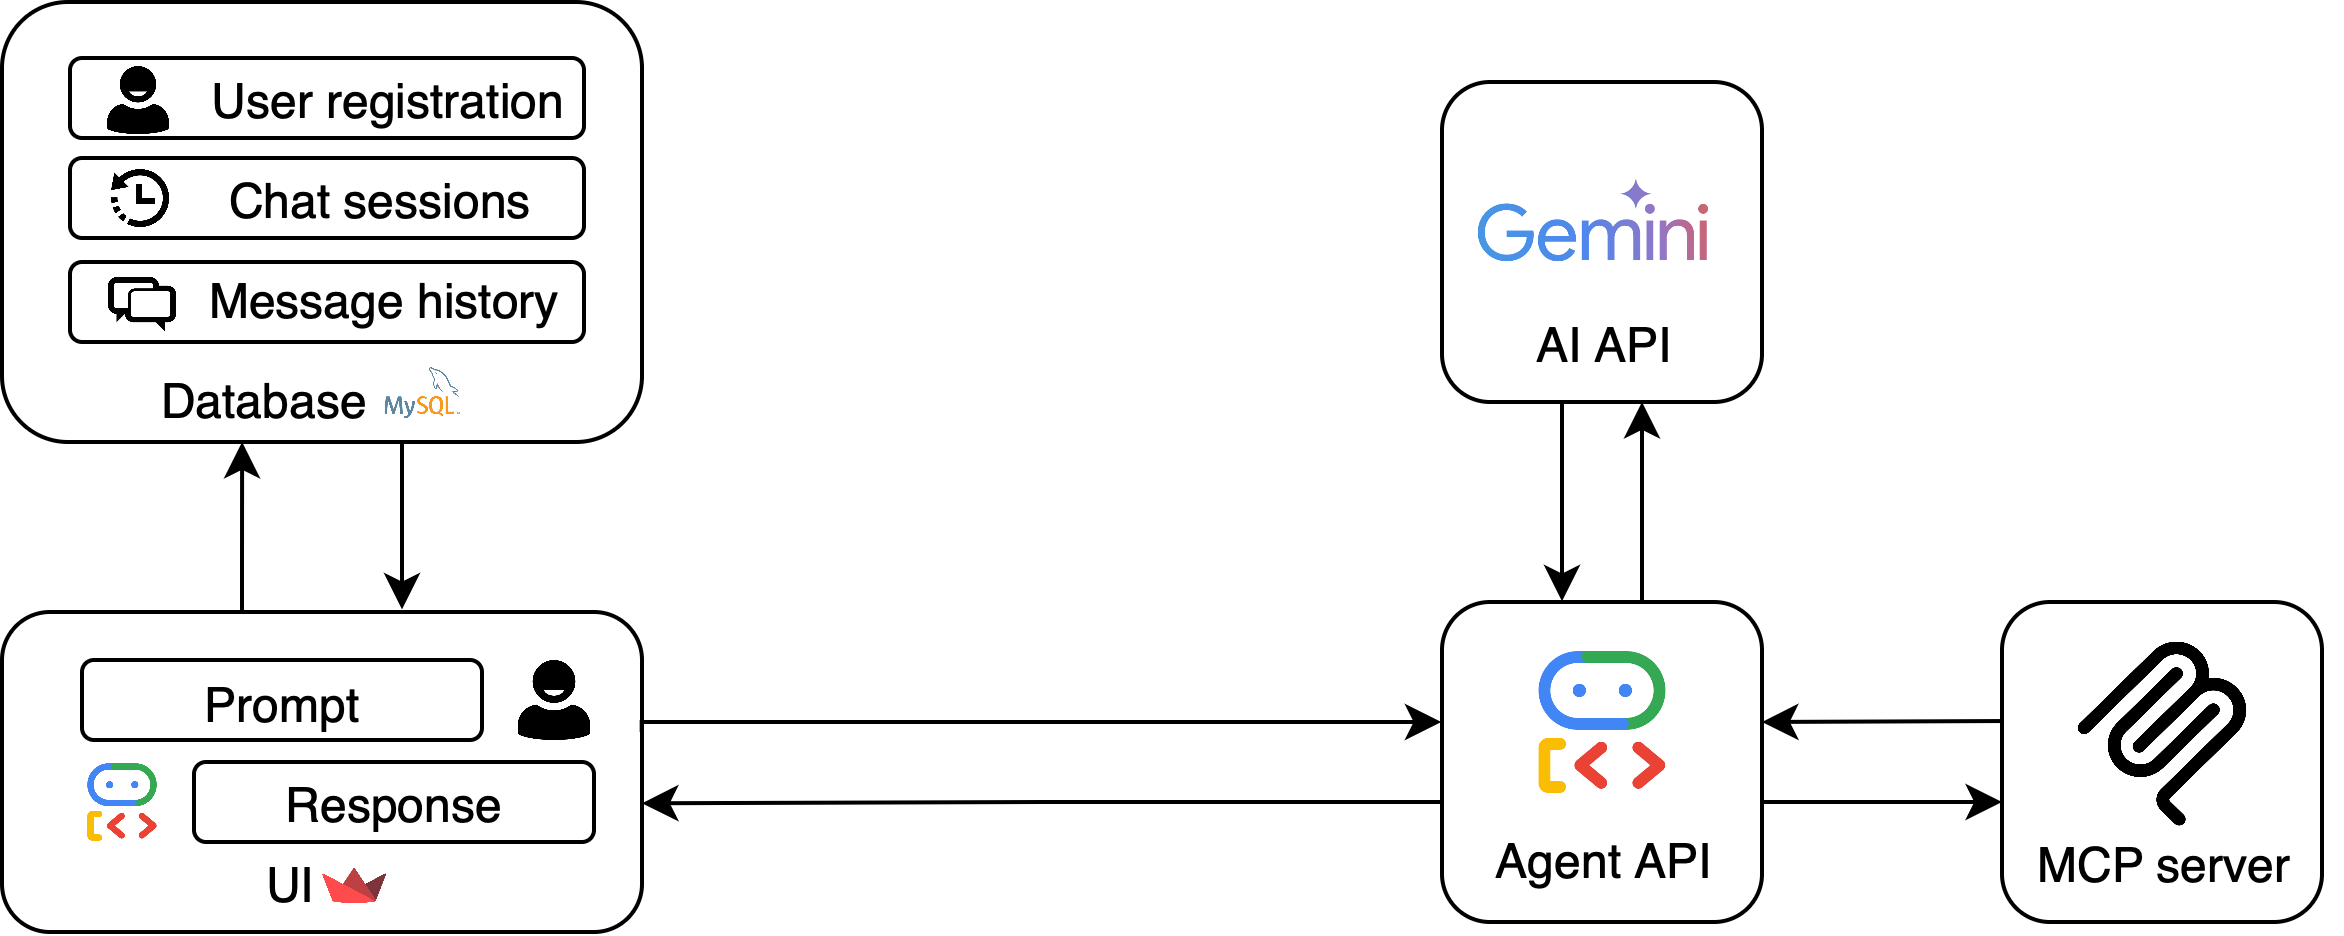 User registration
Chat sessions
Message history
Database MySQL
Gemini
AI API
Prompt
Response
UI
Agent API
MCP server